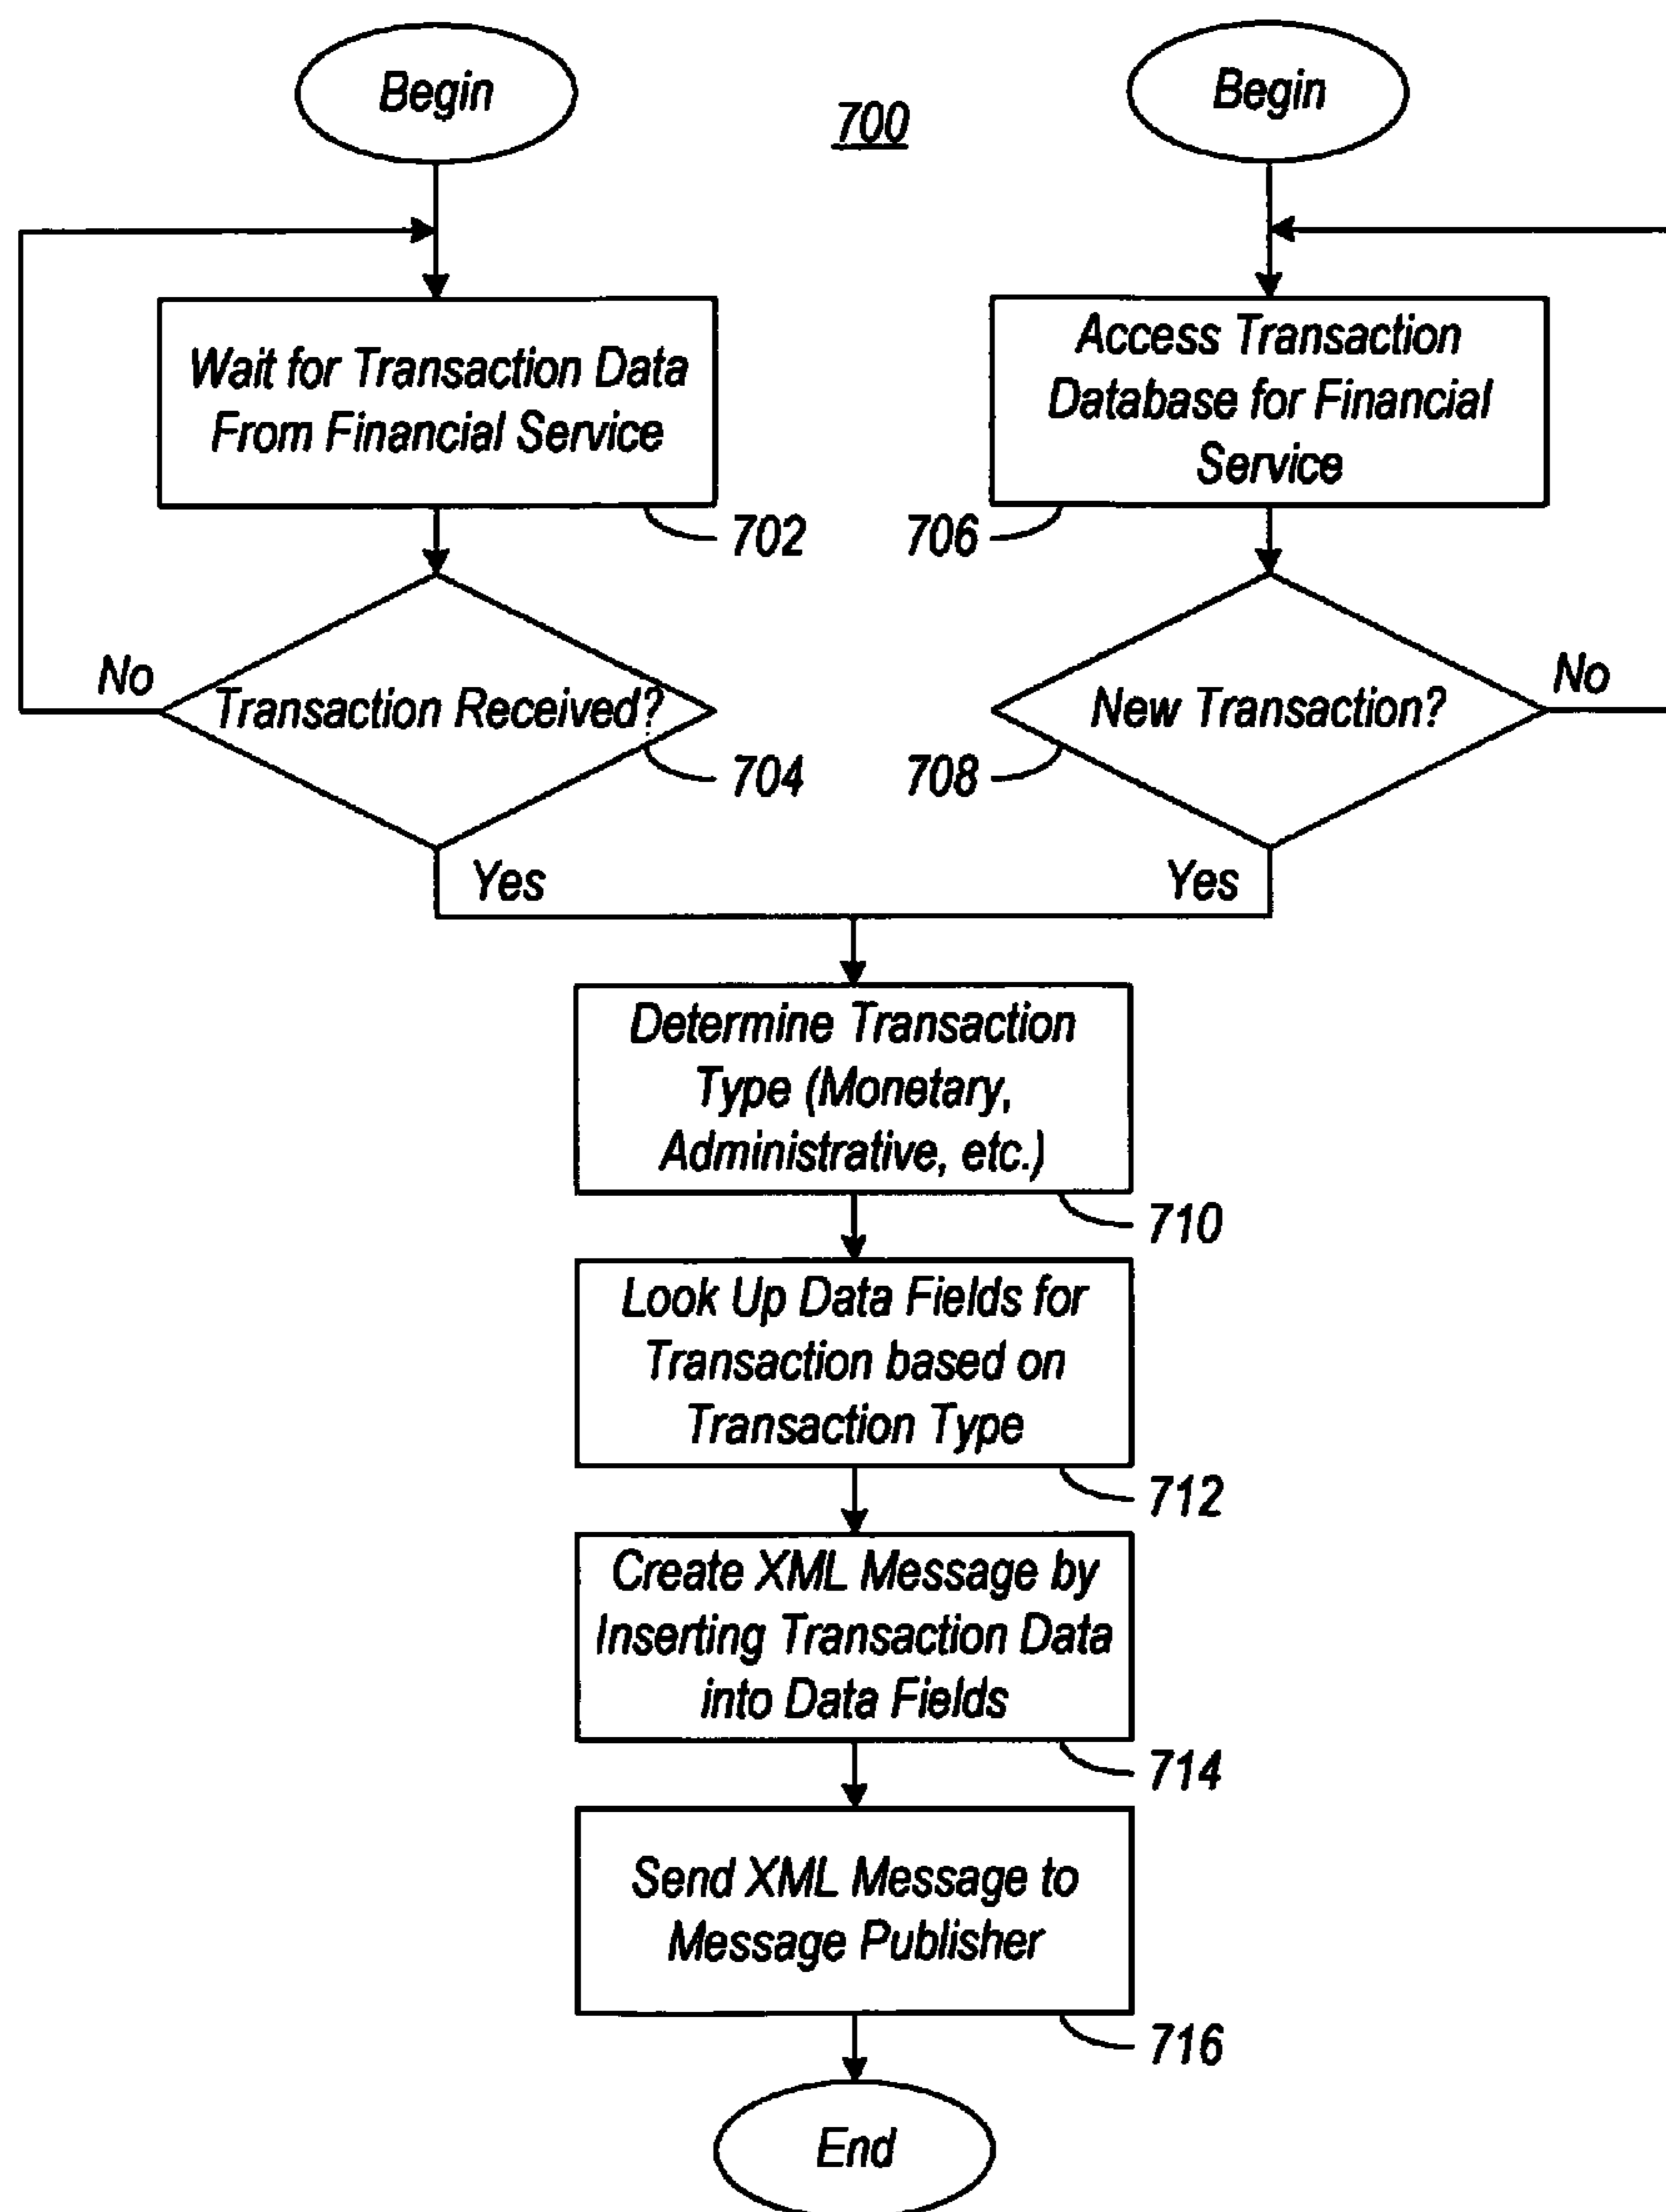 Begin
Begin
700
Wait for Transaction Data
From Financial Service
702
Access Transaction
Database for Financial
Service
706
No
Transaction Received?
704
New Transaction?
708
No
Yes
Yes
Determine Transaction
Type (Monetary,
Administrative, etc.)
710
Look Up Data Fields for
Transaction based on
Transaction Type
712
Create XML Message by
Inserting Transaction Data
into Data Fields
714
Send XML Message to
Message Publisher
716
End